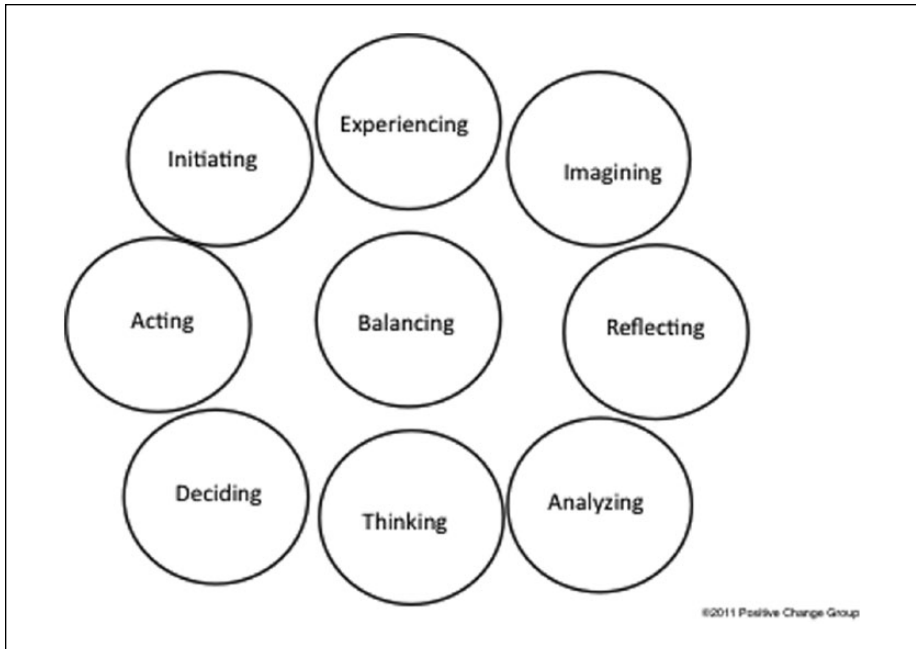 Experiencing
Initiating
Imagining
Acting
Balancing
Reflecting
Deciding
Thinking
Analyzing
©2011 Positive Change Group